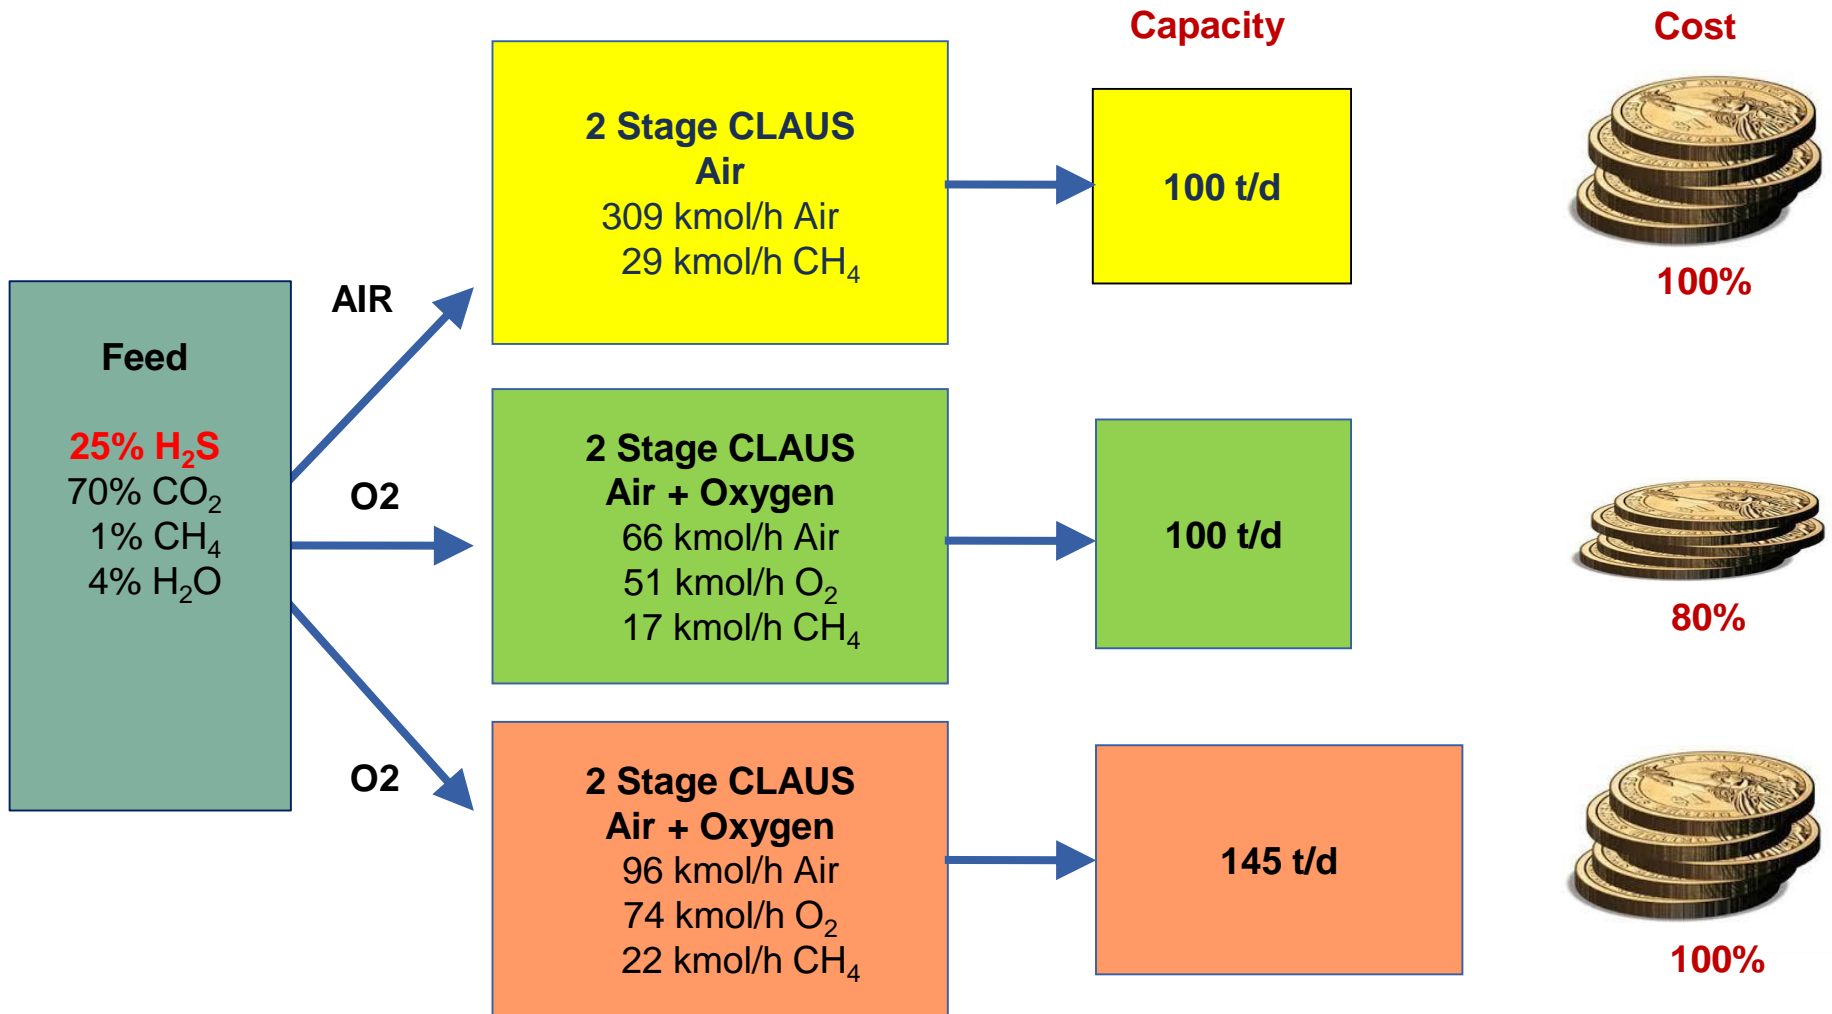 Capacity
Cost
2 Stage CLAUS
Air
309 kmol/h Air
29 kmol/h CH₄
100 t/d
100%
AIR
Feed
25% H₂S
70% CO₂
1% CH₄
4% H₂O
O2
2 Stage CLAUS
Air + Oxygen
66 kmol/h Air
51 kmol/h O₂
17 kmol/h CH₄
100 t/d
80%
O2
2 Stage CLAUS
Air + Oxygen
96 kmol/h Air
74 kmol/h O₂
22 kmol/h CH₄
145 t/d
100%